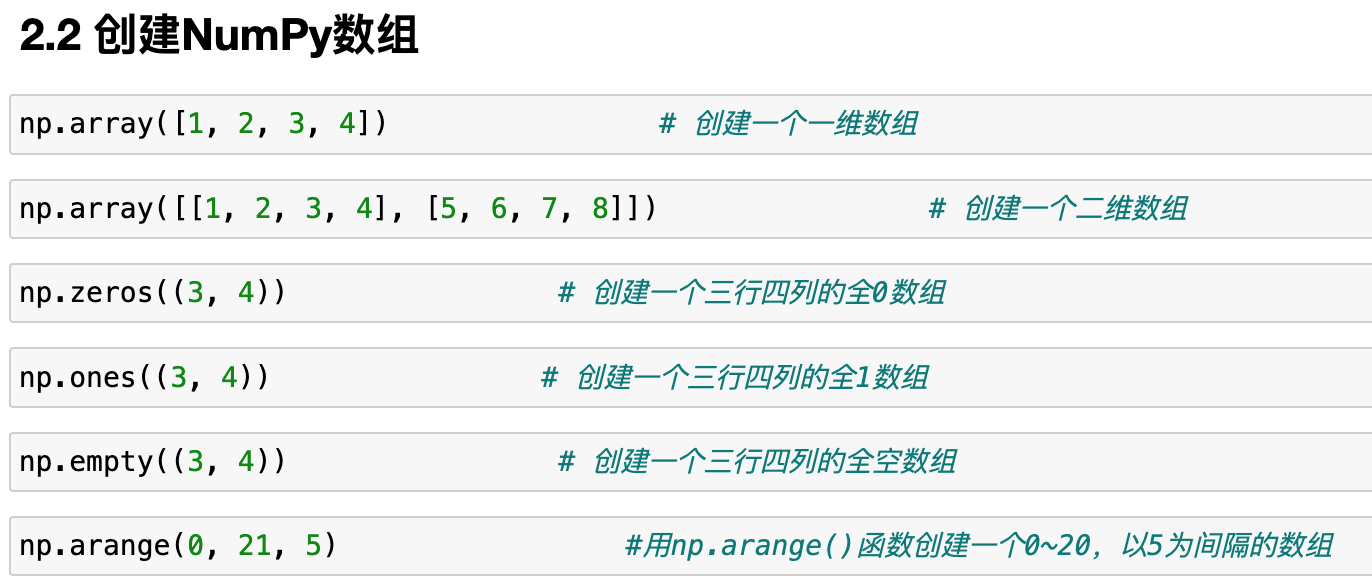 2.2 创建NumPy数组
np.array([1, 2, 3, 4]) # 创建一个一维数组
np.array([[1, 2, 3, 4], [5, 6, 7, 8]]) # 创建一个二维数组
np.zeros((3, 4)) # 创建一个三行四列的全0数组
np.ones((3, 4)) # 创建一个三行四列的全1数组
np.empty((3, 4)) # 创建一个三行四列的全空数组
np.arange(0, 21, 5) #用np.arange()函数创建一个0~20，以5为间隔的数组